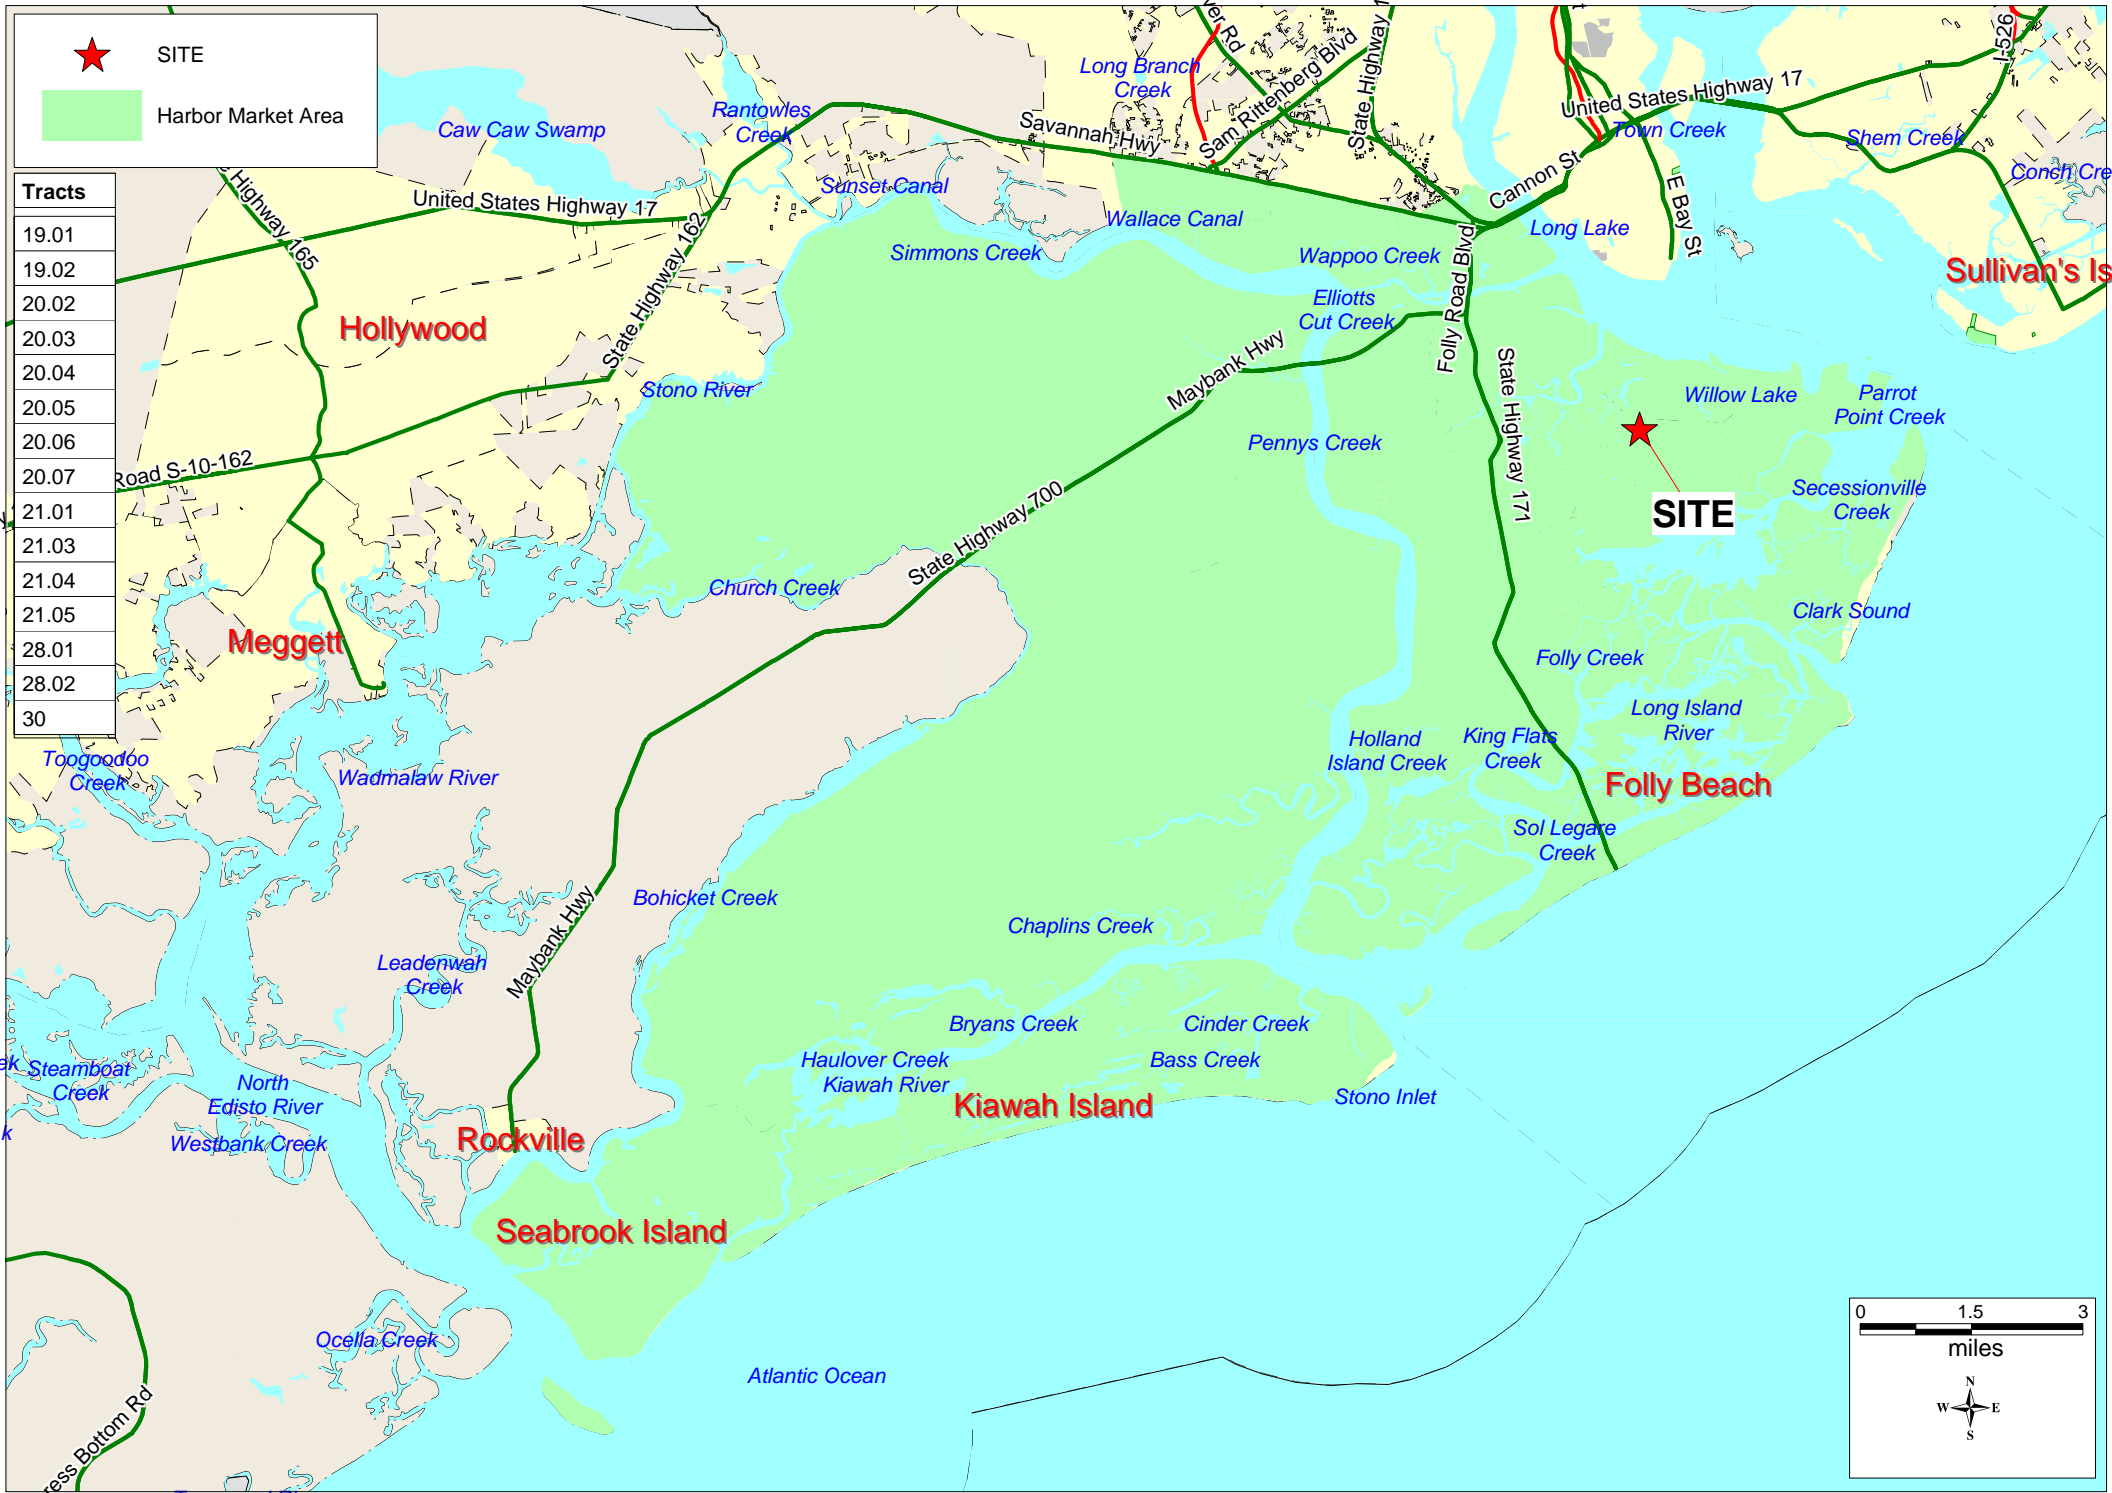 SITE
Harbor Market Area
Tracts
19.01
19.02
20.02
20.03
20.04
20.05
20.06
20.07
21.01
21.03
21.04
21.05
28.01
28.02
30
Long Branch
Creek
Sam Rittenberg Blvd
State Highway
I-526
United States Highway 17
Town Creek
Shem Creek
Caw Caw Swamp
Rantowles
Creek
Savannah Hwy
Cannon St
E Bay St
Highway 165
United States Highway 17
State Highway 162
Sunset Canal
Wallace Canal
Simmons Creek
Wappoo Creek
Long Lake
Folly Road Blvd
Sullivan's Is
Hollywood
Elliotts
Cut Creek
Maybank Hwy
State Highway 171
Stono River
Willow Lake
Parrot
Point Creek
Pennys Creek
Road S-10-162
Secessionville
Creek
SITE
State Highway 700
Church Creek
Clark Sound
Meggett
Folly Creek
Long Island
River
Holland
Island Creek
King Flats
Creek
Toogoodoo
Creek
Wadmalaw River
Folly Beach
Sol Legare
Creek
Bohicket Creek
Maybank Hwy
Chaplins Creek
Leadenwah
Creek
Bryans Creek
Cinder Creek
Haulover Creek
Kiawah River
Bass Creek
Steamboat
Creek
North
Edisto River
Westbank Creek
Kiawah Island
Stono Inlet
Rockville
Seabrook Island
Ocella Creek
Atlantic Ocean
ress Bottom Rd
0 1.5 3
miles
N
W E
S